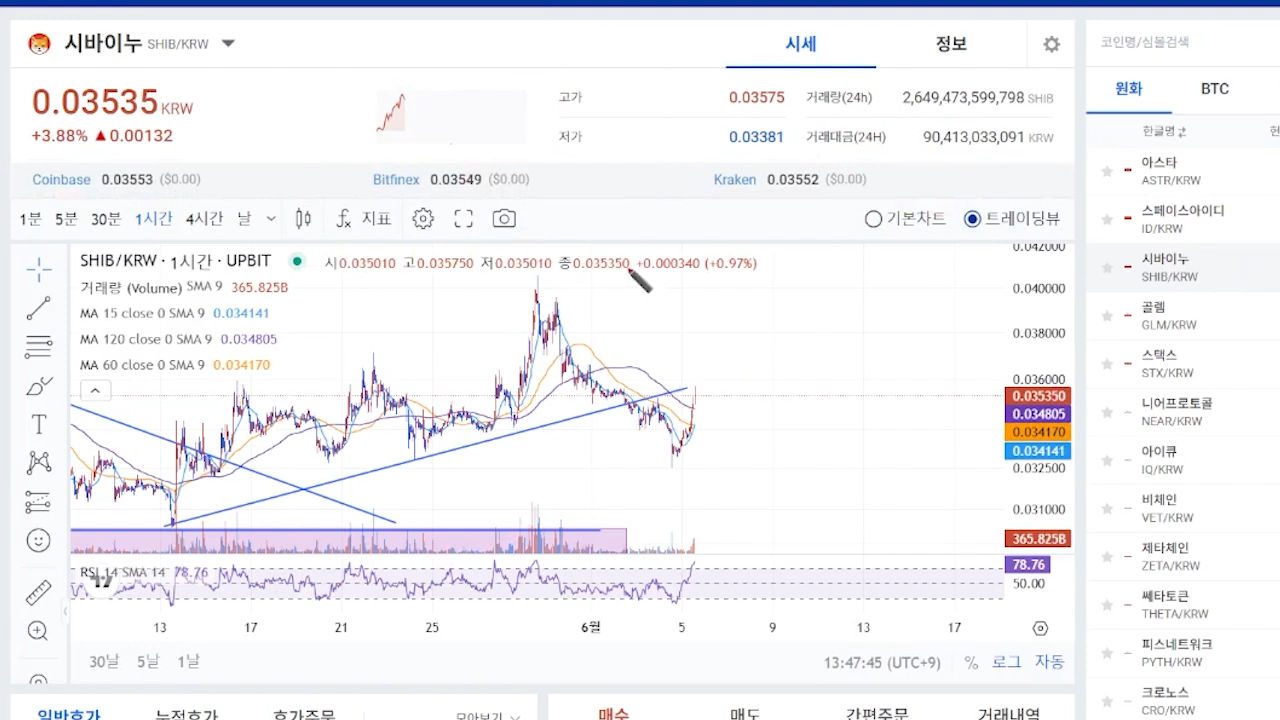 시바이누 SHIB/KRW
시세
정보
0.03535 KRW
+3.88% ▲0.00132
고가 0.03575
저가 0.03381
거래량(24h) 2,649,473,599,798 SHIB
거래대금(24H) 90,413,033,091 KRW
Coinbase 0.03553 ($0.00)
Bitfinex 0.03549 ($0.00)
Kraken 0.03552 ($0.00)
1분 5분 30분 1시간 4시간 날
지표
기본차트 트레이딩뷰
SHIB/KRW · 1시간 · UPBIT 시0.035010 고0.035750 저0.035010 종0.035350 +0.000340 (+0.97%)
거래량 (Volume) SMA 9 365.825B
MA 15 close 0 SMA 9 0.034141
MA 120 close 0 SMA 9 0.034805
MA 60 close 0 SMA 9 0.034170
0.042000
0.040000
0.038000
0.036000
0.035350
0.034805
0.034170
0.034141
0.032500
0.031000
365.825B
RSI 14 SMA 14 78.76
78.76
50.00
13 17 21 25 6월 5 9 13 17
30날 5날 1날
13:47:45 (UTC+9) % 로그 자동
일반호가 누적호가 호가주문 모아보기
매수 매도 간편주문 거래내역
코인명/심돌검색
원화 BTC
한글명
아스타
ASTR/KRW
스페이스아이디
ID/KRW
시바이누
SHIB/KRW
골렘
GLM/KRW
스택스
STX/KRW
니어프로토콜
NEAR/KRW
아이큐
IQ/KRW
비체인
VET/KRW
제타체인
ZETA/KRW
쎄타토큰
THETA/KRW
피스네트워크
PYTH/KRW
크로노스
CRO/KRW